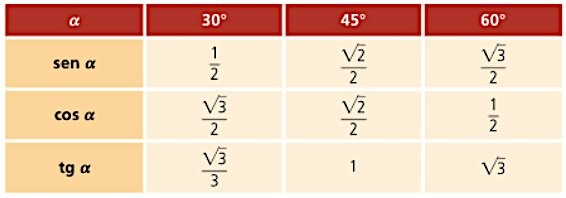 α 30° 45° 60°
sen α 1/2 √2/2 √3/2
cos α √3/2 √2/2 1/2
tg α √3/3 1 √3